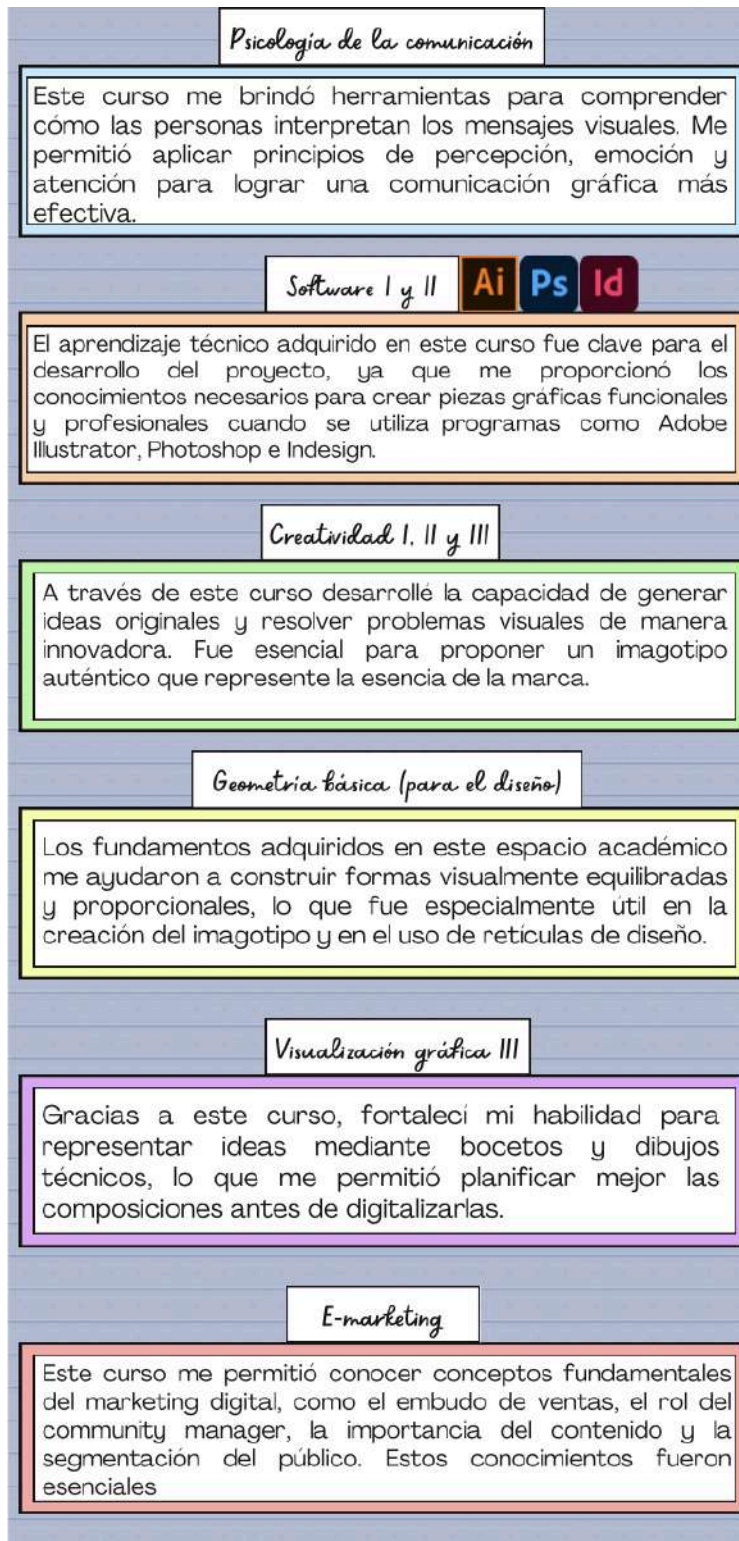 Psicología de la comunicación
Este curso me brindó herramientas para comprender
cómo las personas interpretan los mensajes visuales. Me
permitió aplicar principios de percepción, emoción y
atención para lograr una comunicación gráfica más
efectiva.
Software I y II Ai Ps Id
El aprendizaje técnico adquirido en este curso fue clave para el
desarrollo del proyecto, ya que me proporcionó los
conocimientos necesarios para crear piezas gráficas funcionales
y profesionales cuando se utiliza programas como Adobe
Illustrator, Photoshop e Indesign.
Creatividad I, II y III
A través de este curso desarrollé la capacidad de generar
ideas originales y resolver problemas visuales de manera
innovadora. Fue esencial para proponer un imagotipo
auténtico que represente la esencia de la marca.
Geometría básica (para el diseño)
Los fundamentos adquiridos en este espacio académico
me ayudaron a construir formas visualmente equilibradas
y proporcionales, lo que fue especialmente útil en la
creación del imagotipo y en el uso de retículas de diseño.
Visualización gráfica III
Gracias a este curso, fortalecí mi habilidad para
representar ideas mediante bocetos y dibujos
técnicos, lo que me permitió planificar mejor las
composiciones antes de digitalizarlas.
E-marketing
Este curso me permitió conocer conceptos fundamentales
del marketing digital, como el embudo de ventas, el rol del
community manager, la importancia del contenido y la
segmentación del público. Estos conocimientos fueron
esenciales